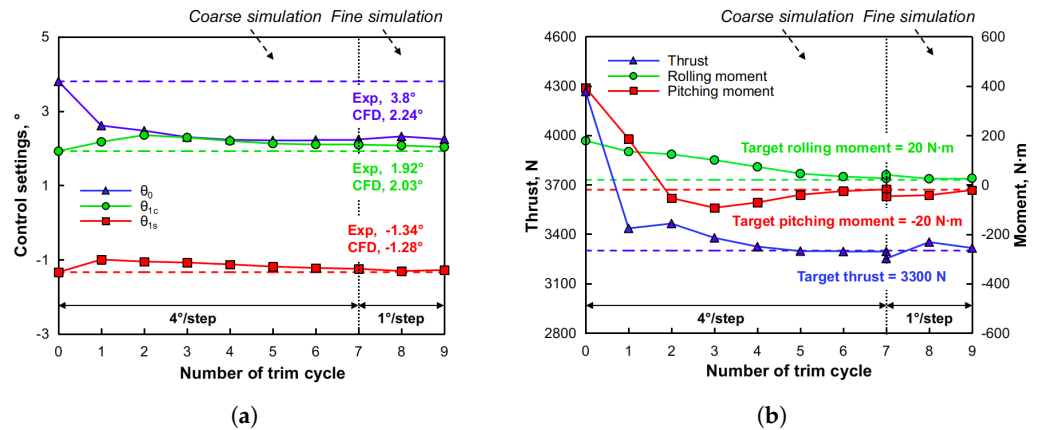 Coarse simulation
Fine simulation
5
3
1
-1
-3
Control settings, °
Exp, 3.8°
CFD, 2.24°
Exp, 1.92°
CFD, 2.03°
Exp, -1.34°
CFD, -1.28°
θ0
θ1c
θ1s
4°/step
1°/step
0 1 2 3 4 5 6 7 8 9
Number of trim cycle
(a)
Coarse simulation
Fine simulation
4600
4300
4000
3700
3400
3100
2800
Thrust, N
Thrust
Rolling moment
Pitching moment
Target rolling moment = 20 N·m
Target pitching moment = -20 N·m
Target thrust = 3300 N
4°/step
1°/step
600
400
200
0
-200
-400
-600
Moment, N·m
0 1 2 3 4 5 6 7 8 9
Number of trim cycle
(b)